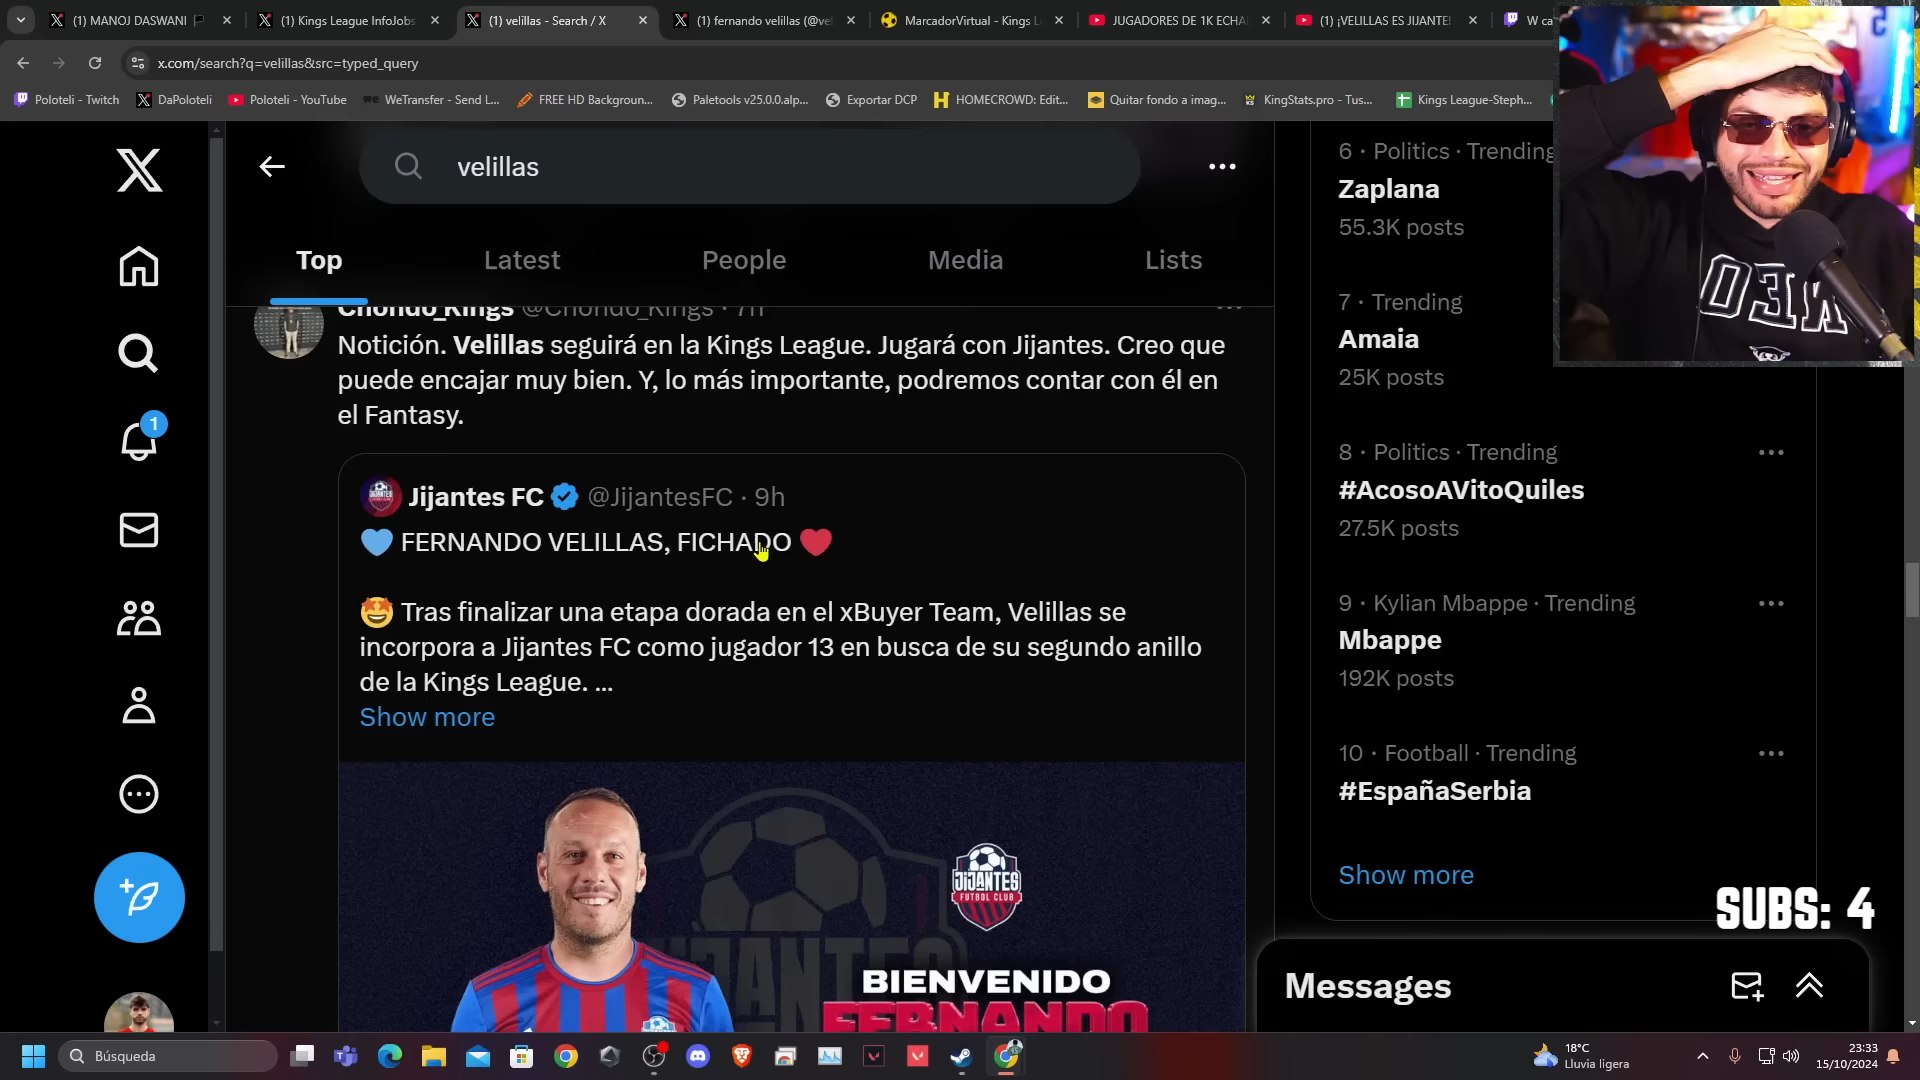 (1) MANOJ DASWANI
(1) Kings League InfoJobs
(1) velillas - Search / X
(1) fernando velillas (@vel
MarcadorVirtual - Kings L
JUGADORES DE 1K ECHA
(1) ¡VELILLAS ES JIJANTE!
W ca
x.com/search?q=velillas&src=typed_query
Poloteli - Twitch
DaPoloteli
Poloteli - YouTube
WeTransfer - Send L...
FREE HD Backgroun...
Paletools v25.0.0.alp...
Exportar DCP
HOMECROWD: Edit...
Quitar fondo a imag...
KingStats.pro - Tus...
Kings League-Steph...
velillas
Top
Latest
People
Media
Lists
Chondo_Kings @Chondo_Kings · 7h
Notición. Velillas seguirá en la Kings League. Jugará con Jijantes. Creo que
puede encajar muy bien. Y, lo más importante, podremos contar con él en
el Fantasy.
Jijantes FC @JijantesFC · 9h
💙 FERNANDO VELILLAS, FICHADO ❤️
🤩 Tras finalizar una etapa dorada en el xBuyer Team, Velillas se
incorpora a Jijantes FC como jugador 13 en busca de su segundo anillo
de la Kings League. ...
Show more
JIJANTES
FUTBOL CLUB
BIENVENIDO
FERNANDO
6 · Politics · Trending
Zaplana
55.3K posts
7 · Trending
Amaia
25K posts
8 · Politics · Trending
#AcosoAVitoQuiles
27.5K posts
9 · Kylian Mbappe · Trending
Mbappe
192K posts
10 · Football · Trending
#EspañaSerbia
Show more
SUBS: 4
Messages
1
Búsqueda
18°C
Lluvia ligera
23:33
15/10/2024